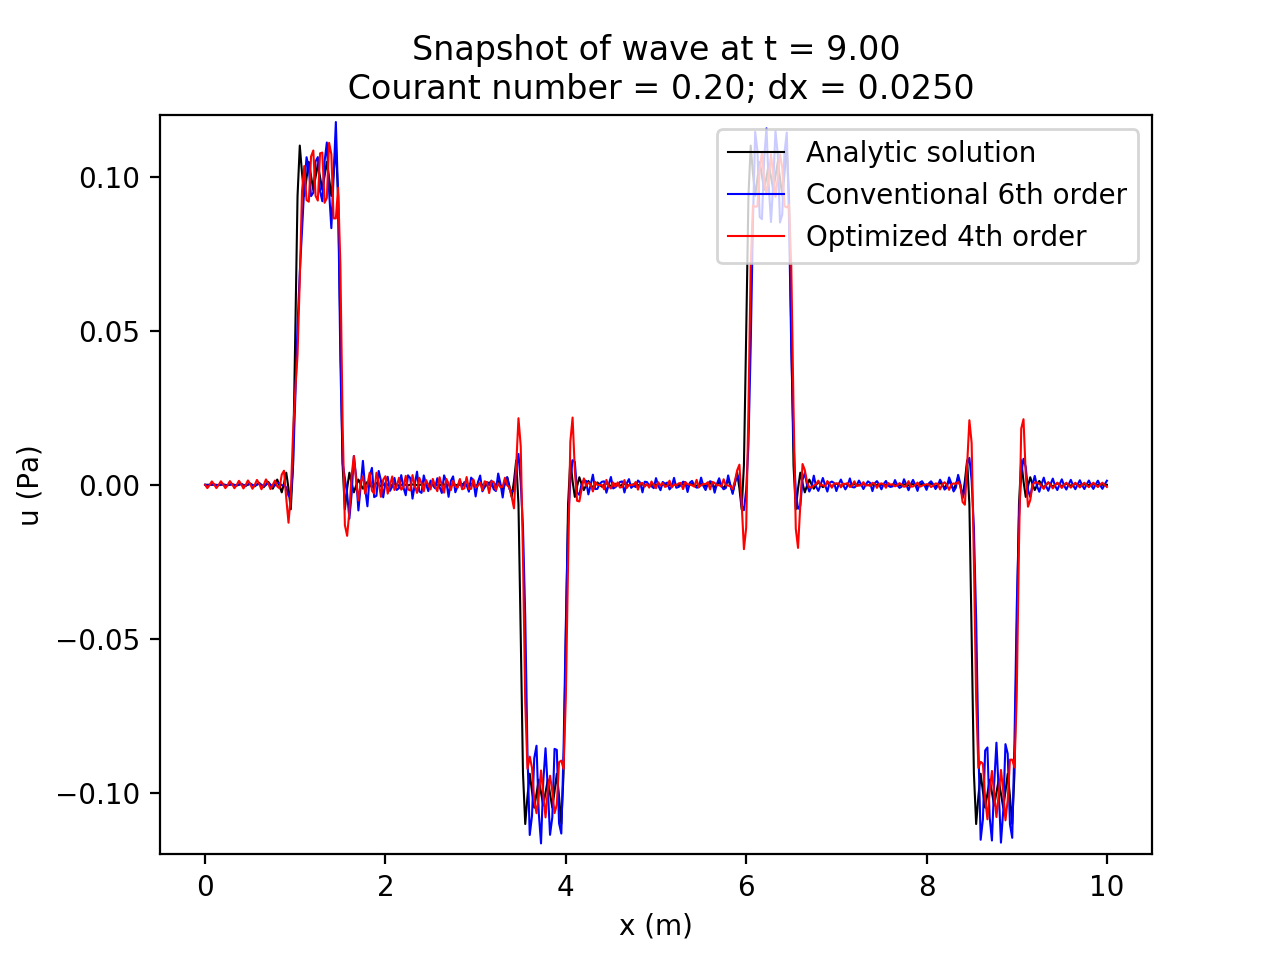 Snapshot of wave at t = 9.00
Courant number = 0.20; dx = 0.0250
Analytic solution
Conventional 6th order
Optimized 4th order
0.10
0.05
0.00
−0.05
−0.10
u (Pa)
0 2 4 6 8 10
x (m)